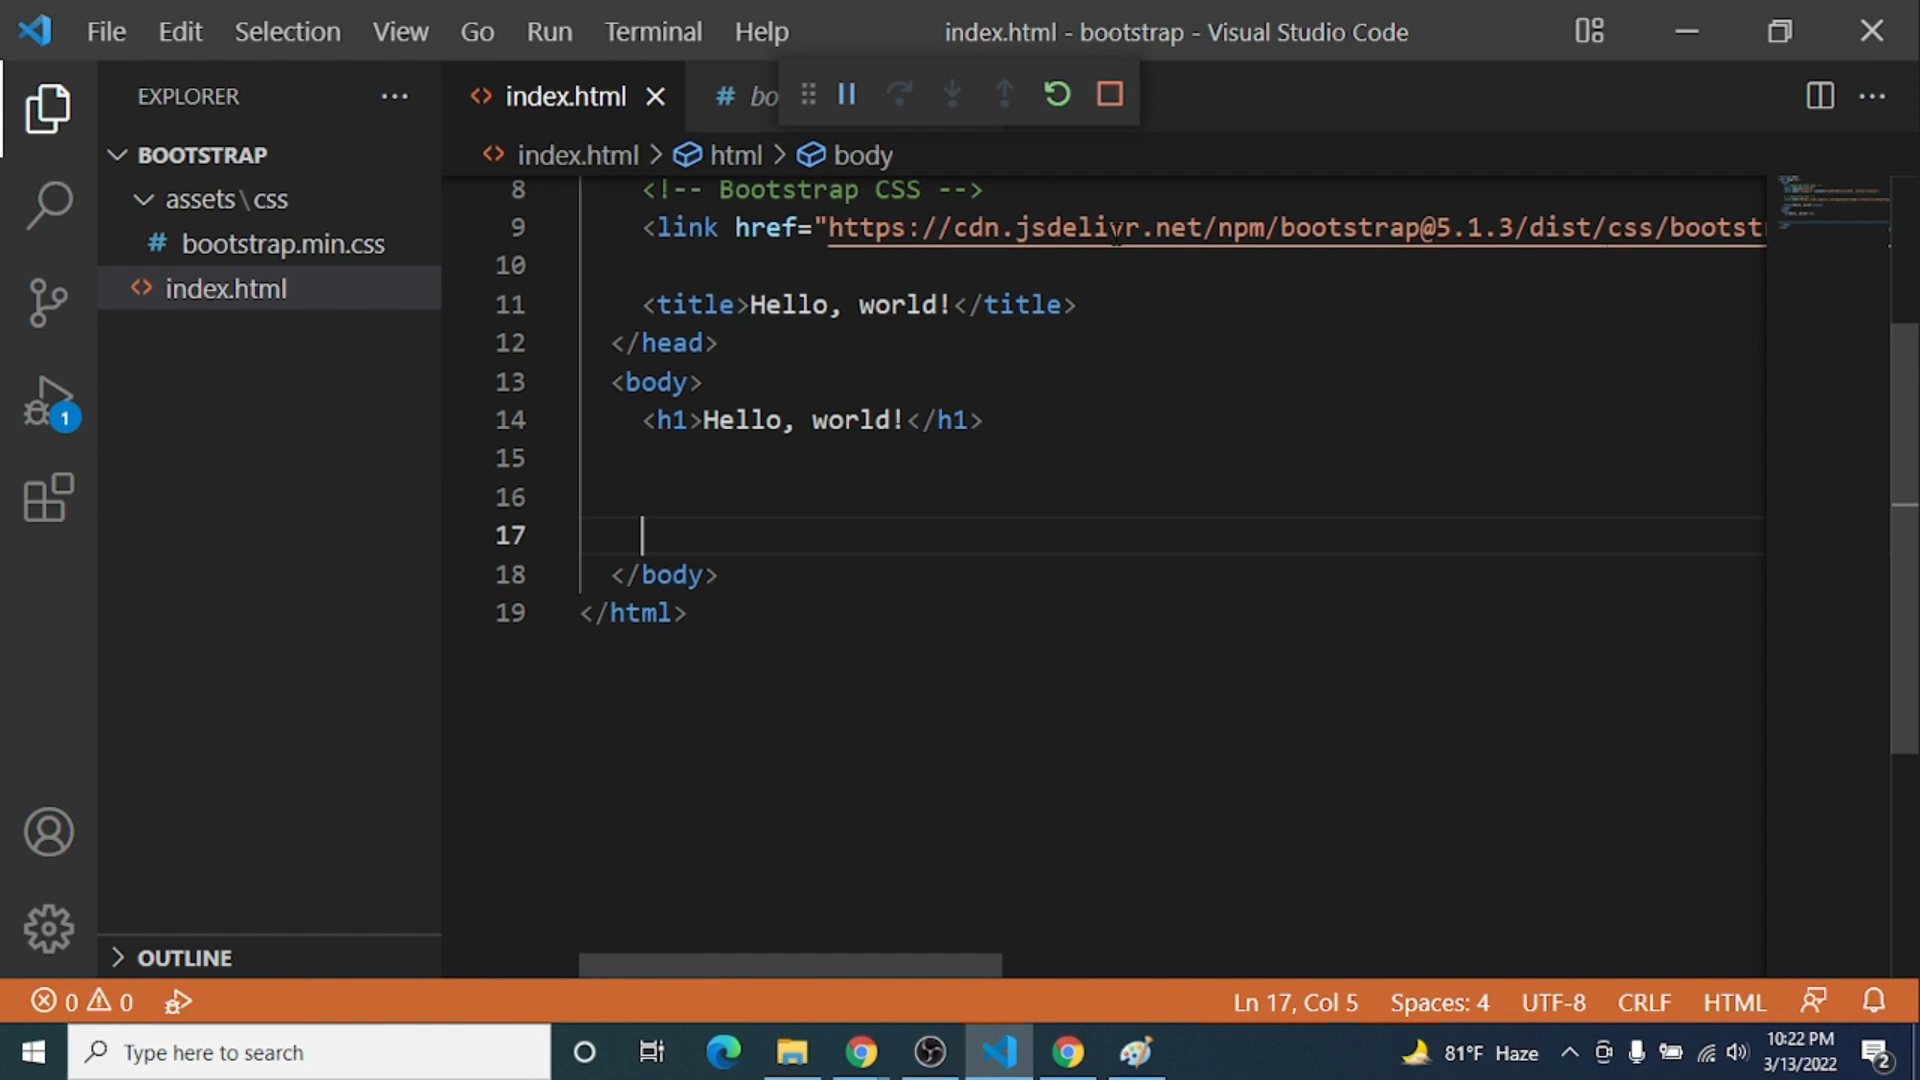 File Edit Selection View Go Run Terminal Help index.html - bootstrap - Visual Studio Code
EXPLORER
index.html
# bo
BOOTSTRAP
index.html > html > body
assets\css
# bootstrap.min.css
index.html
8 <!-- Bootstrap CSS -->
9 <link href="https://cdn.jsdelivr.net/npm/bootstrap@5.1.3/dist/css/bootst
10
11 <title>Hello, world!</title>
12 </head>
13 <body>
14 <h1>Hello, world!</h1>
15
16
17
18 </body>
19 </html>
1
OUTLINE
0 0 Ln 17, Col 5 Spaces: 4 UTF-8 CRLF HTML
Type here to search
81°F Haze
10:22 PM
3/13/2022
2